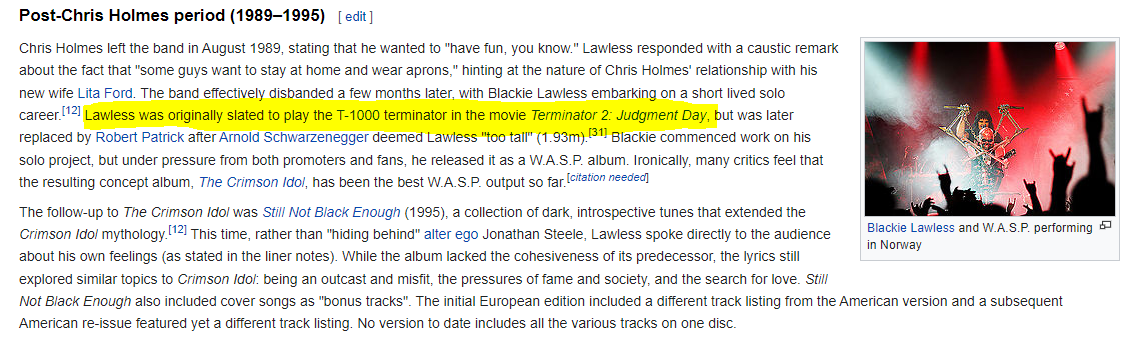 Post-Chris Holmes period (1989–1995) [ edit ]
Chris Holmes left the band in August 1989, stating that he wanted to "have fun, you know." Lawless responded with a caustic remark
about the fact that "some guys want to stay at home and wear aprons," hinting at the nature of Chris Holmes' relationship with his
new wife Lita Ford. The band effectively disbanded a few months later, with Blackie Lawless embarking on a short lived solo
career.[12] Lawless was originally slated to play the T-1000 terminator in the movie Terminator 2: Judgment Day, but was later
replaced by Robert Patrick after Arnold Schwarzenegger deemed Lawless "too tall" (1.93m).[31] Blackie commenced work on his
solo project, but under pressure from both promoters and fans, he released it as a W.A.S.P. album. Ironically, many critics feel that
the resulting concept album, The Crimson Idol, has been the best W.A.S.P. output so far.[citation needed]
The follow-up to The Crimson Idol was Still Not Black Enough (1995), a collection of dark, introspective tunes that extended the
Crimson Idol mythology.[12] This time, rather than "hiding behind" alter ego Jonathan Steele, Lawless spoke directly to the audience
about his own feelings (as stated in the liner notes). While the album lacked the cohesiveness of its predecessor, the lyrics still
explored similar topics to Crimson Idol: being an outcast and misfit, the pressures of fame and society, and the search for love. Still
Not Black Enough also included cover songs as "bonus tracks". The initial European edition included a different track listing from the American version and a subsequent
American re-issue featured yet a different track listing. No version to date includes all the various tracks on one disc.
Blackie Lawless and W.A.S.P. performing
in Norway